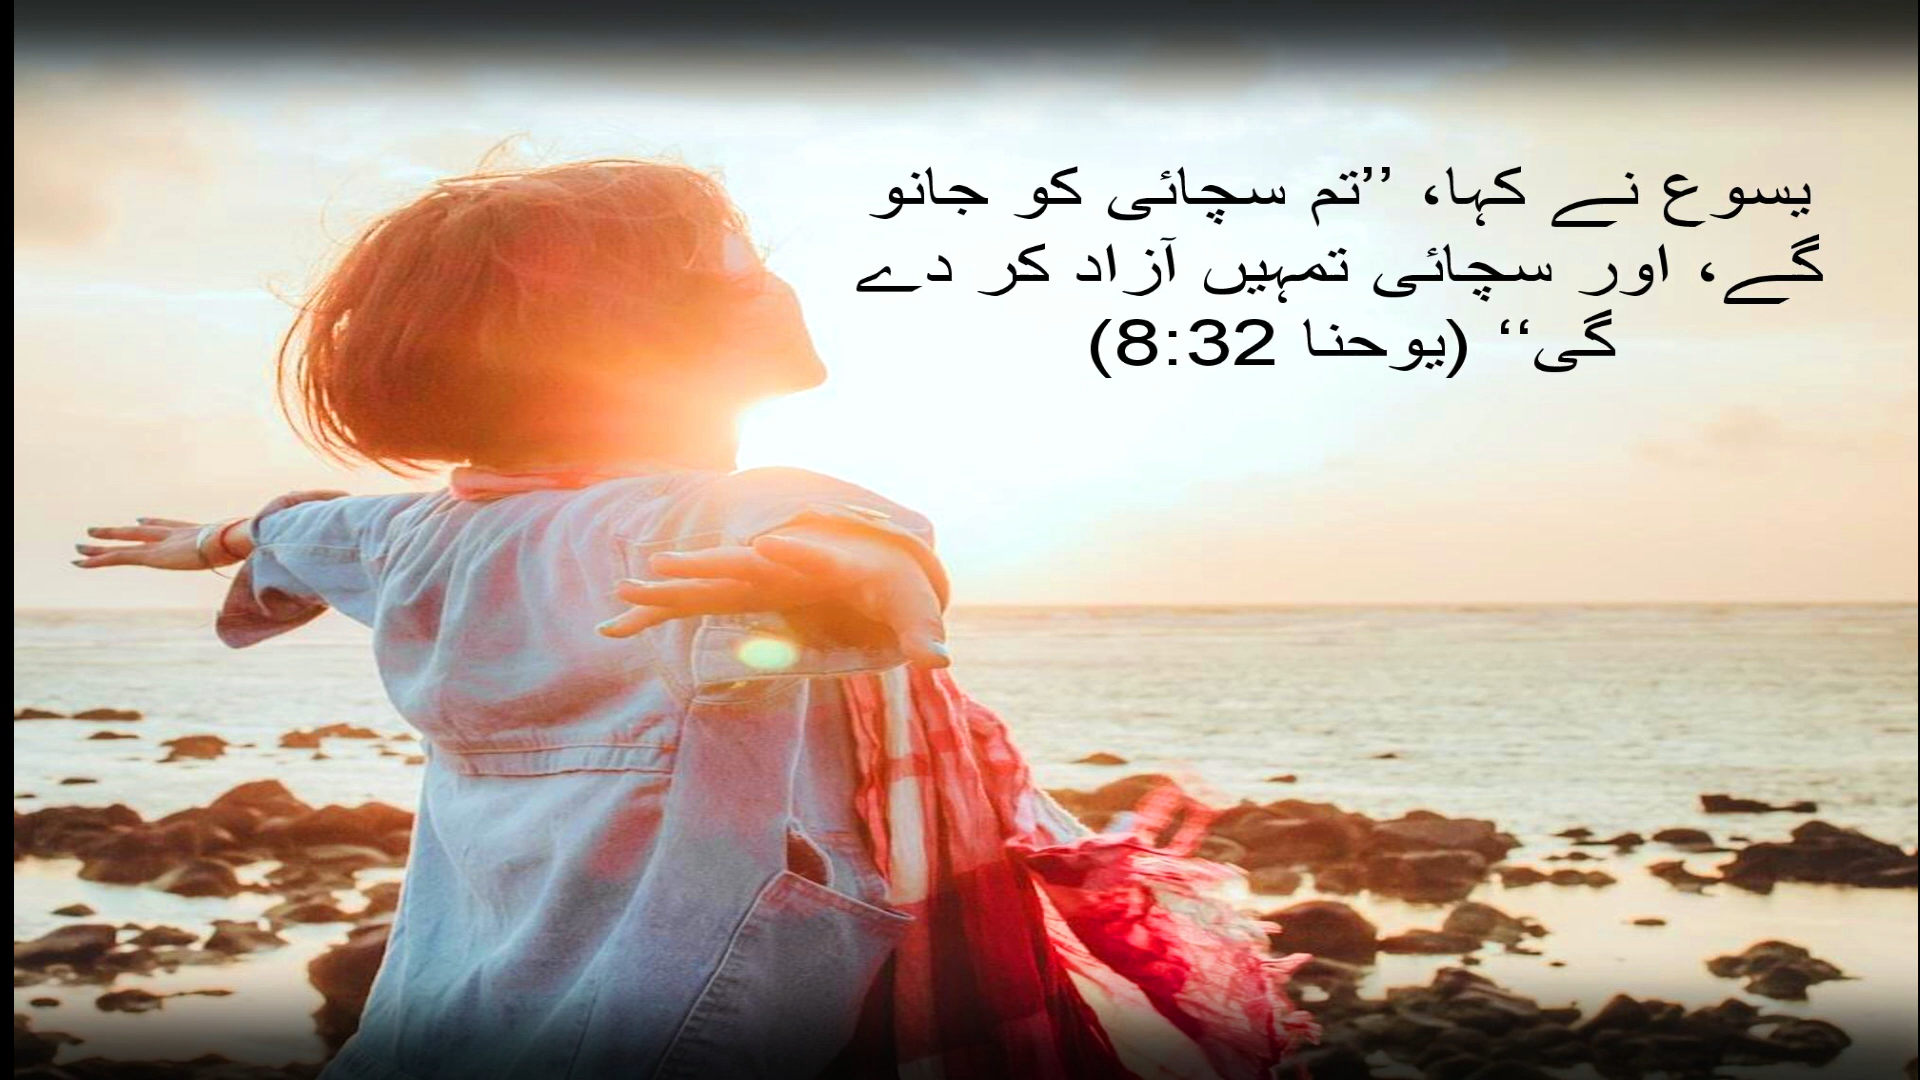 یسوع نے کہا، ’’تم سچائی کو جانو
گے، اور سچائی تمہیں آزاد کر دے
گی‘‘ (یوحنا 8:32)